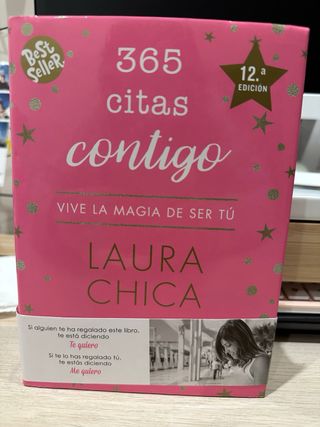 BEST
SELLER
365
citas
contigo
12.ª
EDICIÓN
VIVE LA MAGIA DE SER TÚ
LAURA
CHICA
Si alguien te ha regalado este libro,
te está diciendo
Te quiero
Si te lo has regalado tú,
te estás diciendo
Me quiero